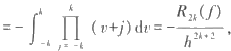 = − ∫_{-k}^{k} ∏_{j=-k}^{k} (v+j) dv = − R_{2k}(f) / h^{2k+2} ,